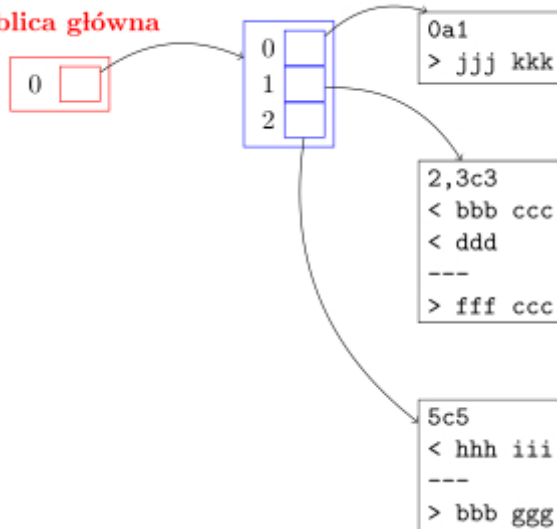 blica główna
0
0
1
2
0a1
> jjj kkk
2,3c3
< bbb ccc
< ddd
---
> fff ccc
5c5
< hhh iii
---
> bbb ggg